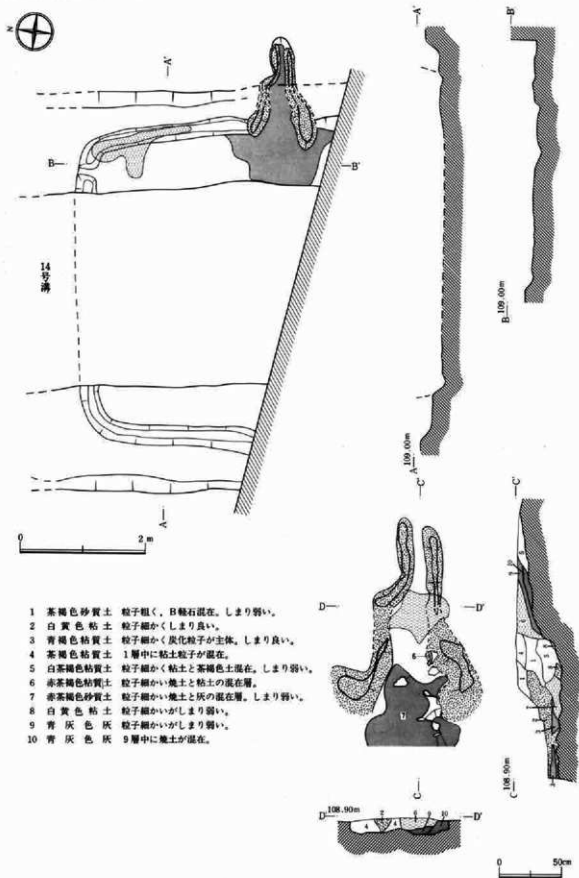 N
A'
B'
A'
B
B'
14号溝
B 109.00m
A
A 109.00m
0 2 m
C'
C'
D
D'
1 茶褐色砂質土 粒子粗く、B軽石混在。しまり弱い。
2 白黄色粘土 粒子細かくしまり良い。
3 青褐色粘質土 粒子細かく炭化粒子が主体。しまり良い。
4 茶褐色粘質土 1層中に粘土粒子が混在。
5 白茶褐色粘質土 粒子細かく粘土と茶褐色土混在。しまり弱い。
6 赤茶褐色粘質土 粒子細かい焼土と粘土の混在層。
7 赤茶褐色砂質土 粒子細かい焼土と灰の混在層。しまり弱い。
8 白黄色粘土 粒子細かいがしまり弱い。
9 青灰色灰 粒子細かいがしまり弱い。
10 青灰色灰 9層中に焼土が混在。
6
7
C
C 108.90m
D 108.90m D'
4 2 4 6 9 10
0 50cm